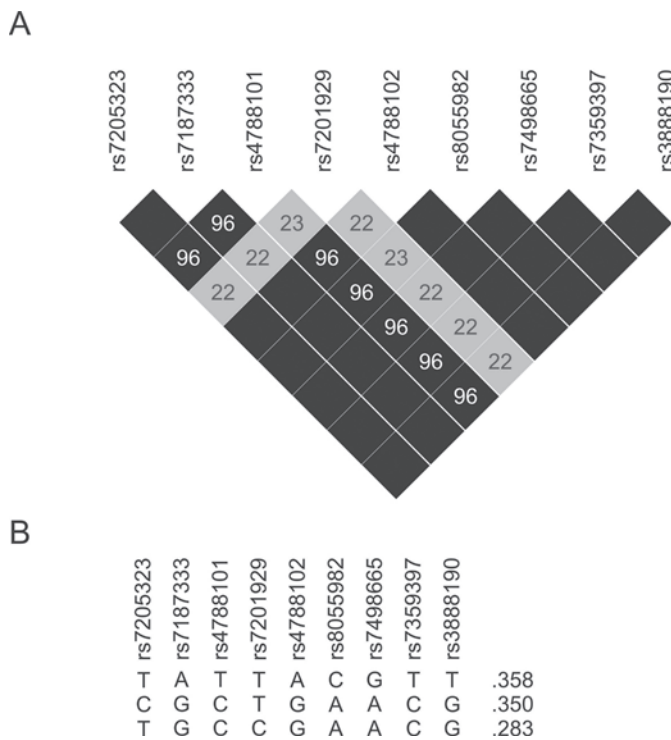 A
rs7205323 rs7187333 rs4788101 rs7201929 rs4788102 rs8055982 rs7498665 rs7359397 rs3888190
96 23 22
96 22 96 23
22 96 22
96 22
96 22
96
B
rs7205323 rs7187333 rs4788101 rs7201929 rs4788102 rs8055982 rs7498665 rs7359397 rs3888190
T A T T A C G T T .358
C G C T G A A C G .350
T G C C G A A C G .283